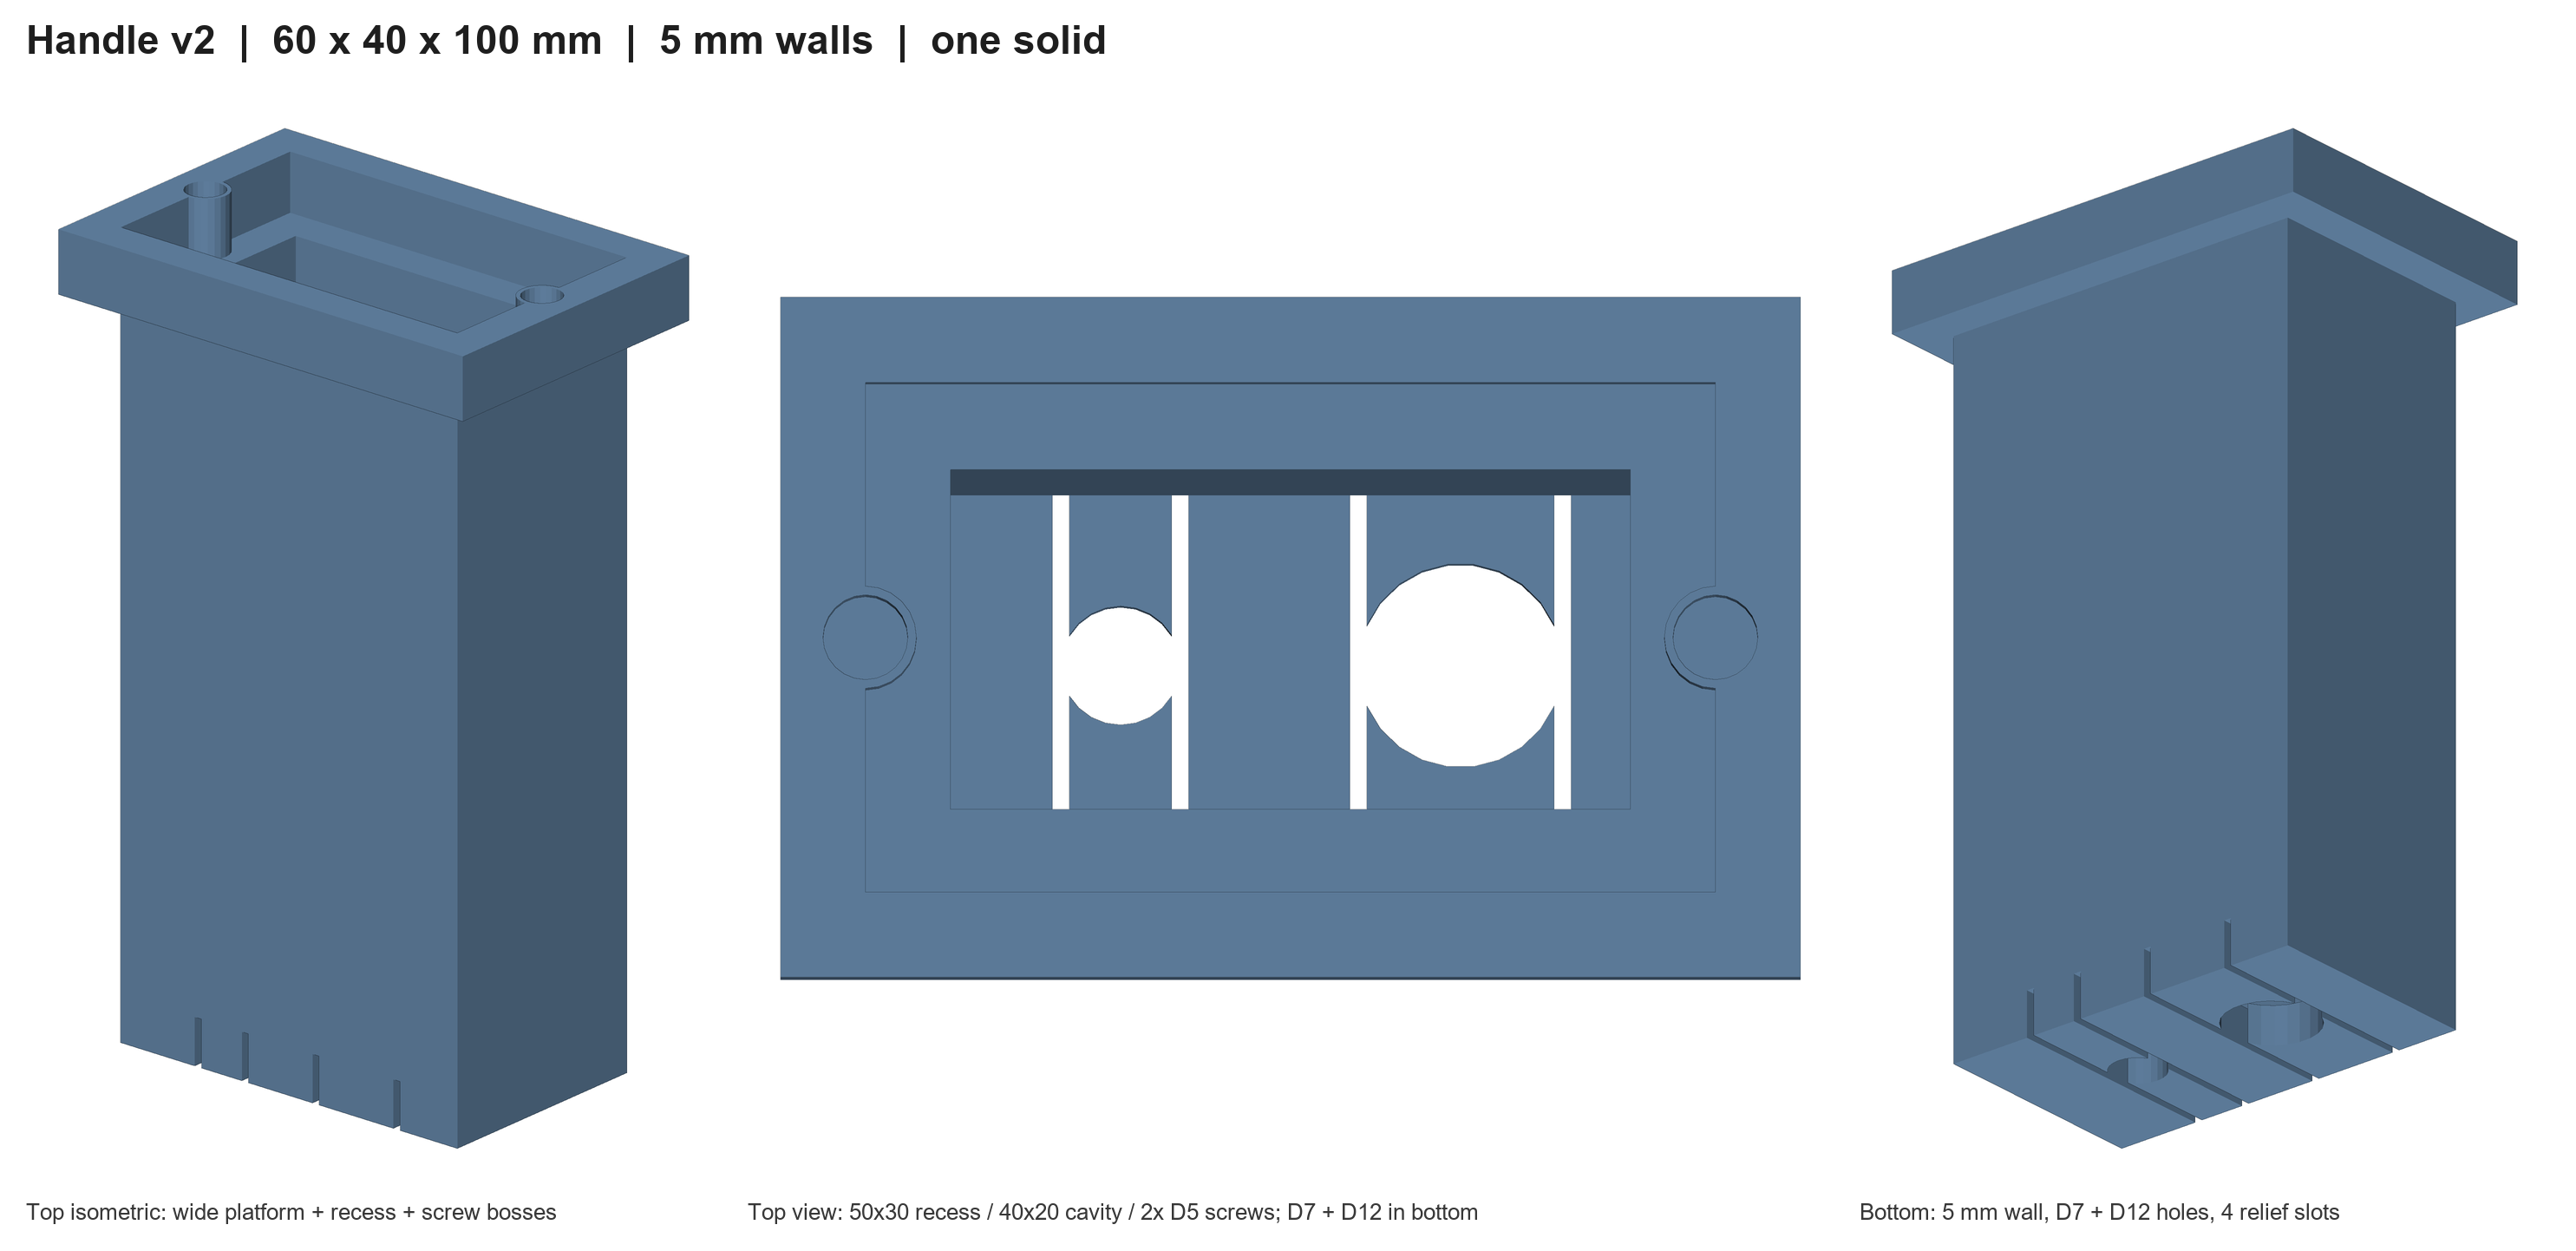 Handle v2 | 60 x 40 x 100 mm | 5 mm walls | one solid
Top isometric: wide platform + recess + screw bosses
Top view: 50x30 recess / 40x20 cavity / 2x D5 screws; D7 + D12 in bottom
Bottom: 5 mm wall, D7 + D12 holes, 4 relief slots